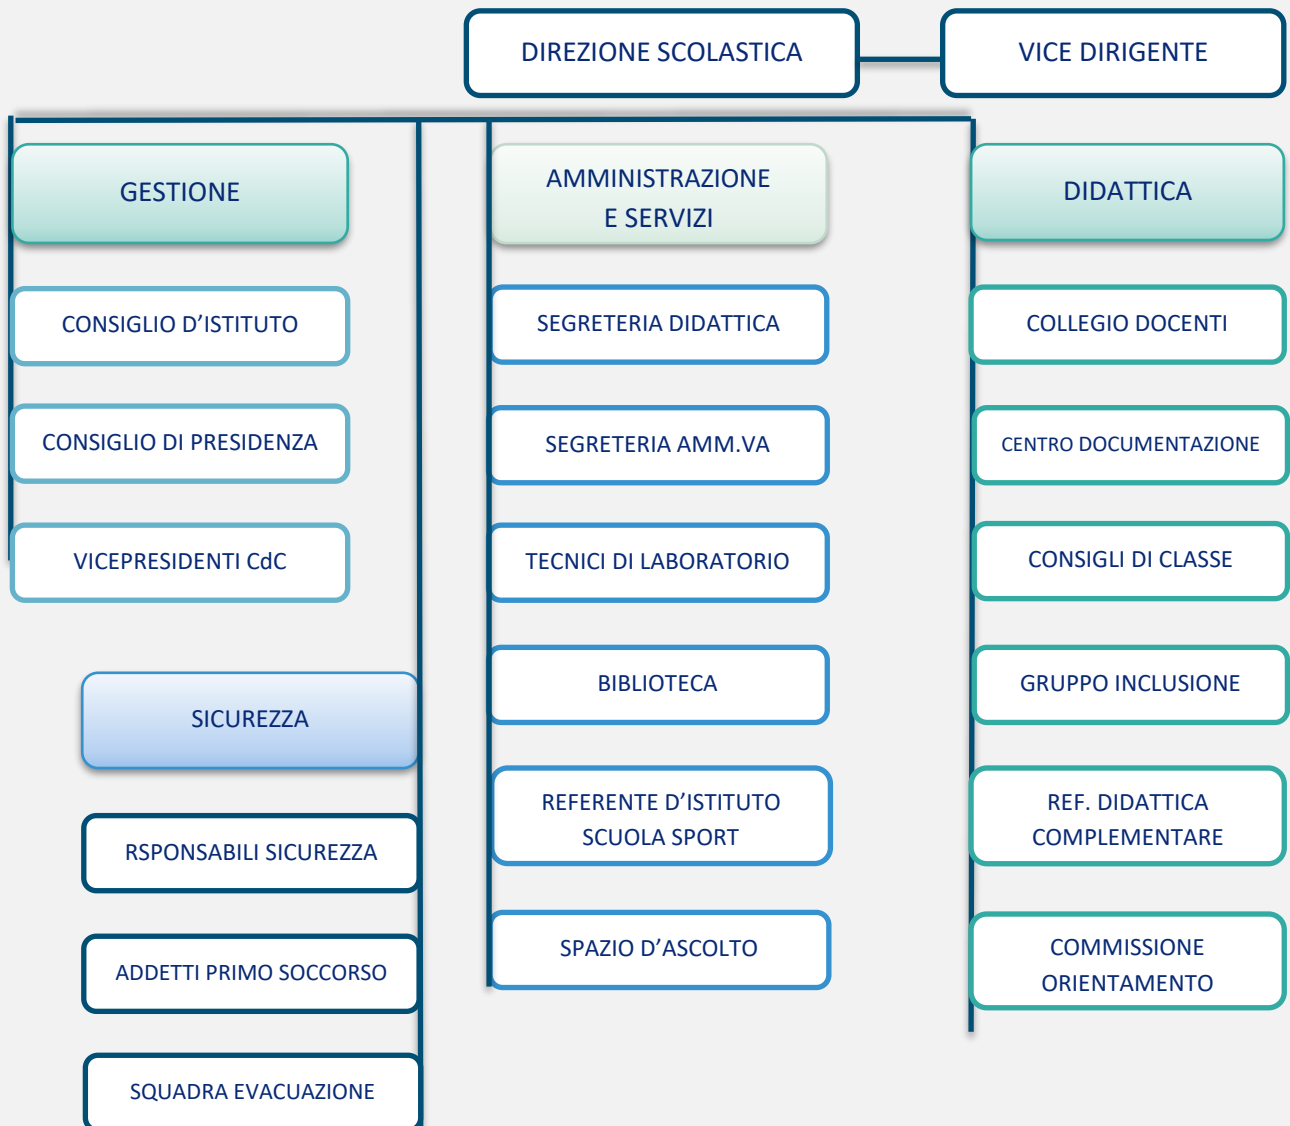 DIREZIONE SCOLASTICA
VICE DIRIGENTE
GESTIONE
CONSIGLIO D’ISTITUTO
CONSIGLIO DI PRESIDENZA
VICEPRESIDENTI CdC
SICUREZZA
RSPONSABILI SICUREZZA
ADDETTI PRIMO SOCCORSO
SQUADRA EVACUAZIONE
AMMINISTRAZIONE
E SERVIZI
SEGRETERIA DIDATTICA
SEGRETERIA AMM.VA
TECNICI DI LABORATORIO
BIBLIOTECA
REFERENTE D’ISTITUTO
SCUOLA SPORT
SPAZIO D’ASCOLTO
DIDATTICA
COLLEGIO DOCENTI
CENTRO DOCUMENTAZIONE
CONSIGLI DI CLASSE
GRUPPO INCLUSIONE
REF. DIDATTICA
COMPLEMENTARE
COMMISSIONE
ORIENTAMENTO